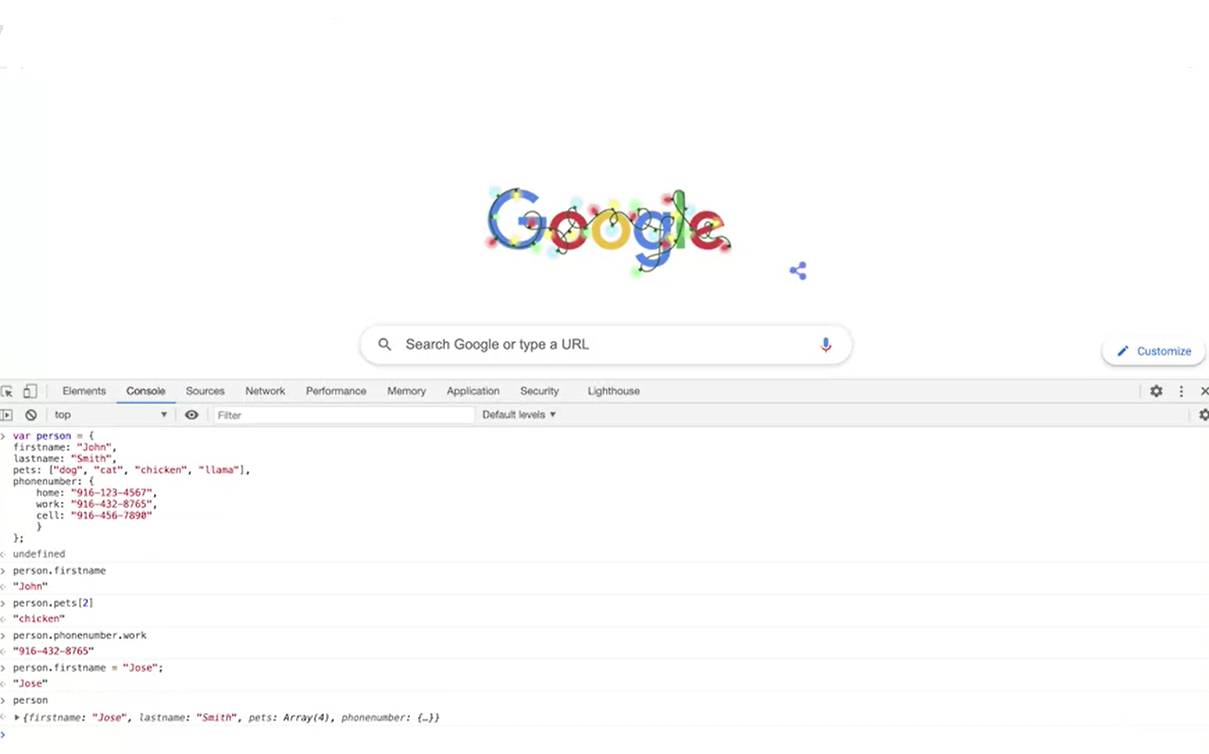 Google
Search Google or type a URL
Customize
Elements Console Sources Network Performance Memory Application Security Lighthouse
top Filter Default levels
var person = {
firstname: "John",
lastname: "Smith",
pets: ["dog", "cat", "chicken", "llama"],
phonenumber: {
home: "916-123-4567",
work: "916-432-8765",
cell: "916-456-7890"
}
};
undefined
person.firstname
"John"
person.pets[2]
"chicken"
person.phonenumber.work
"916-432-8765"
person.firstname = "Jose";
"Jose"
person
{firstname: "Jose", lastname: "Smith", pets: Array(4), phonenumber: {…}}